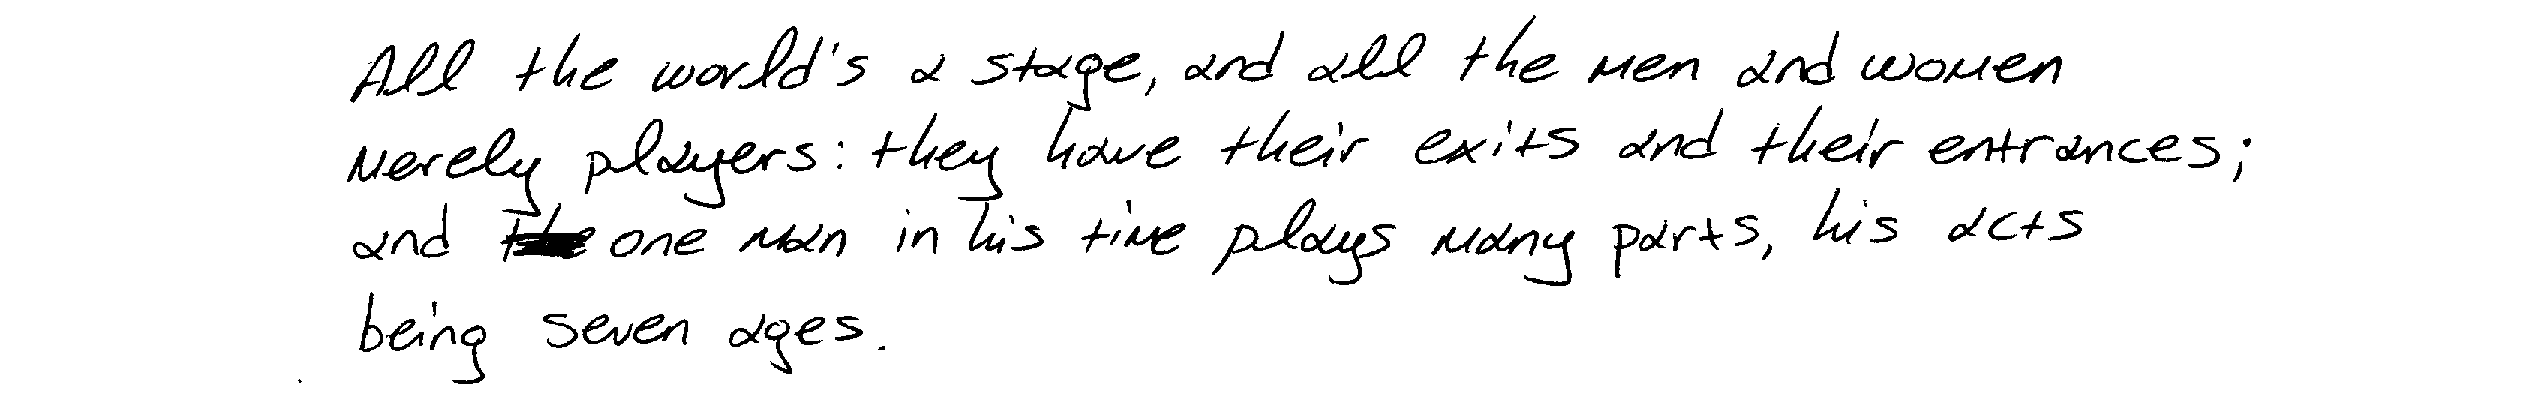 All the world's a stage, and all the men and women
merely players: they have their exits and their entrances;
and one man in his time plays many parts, his acts
being seven ages.